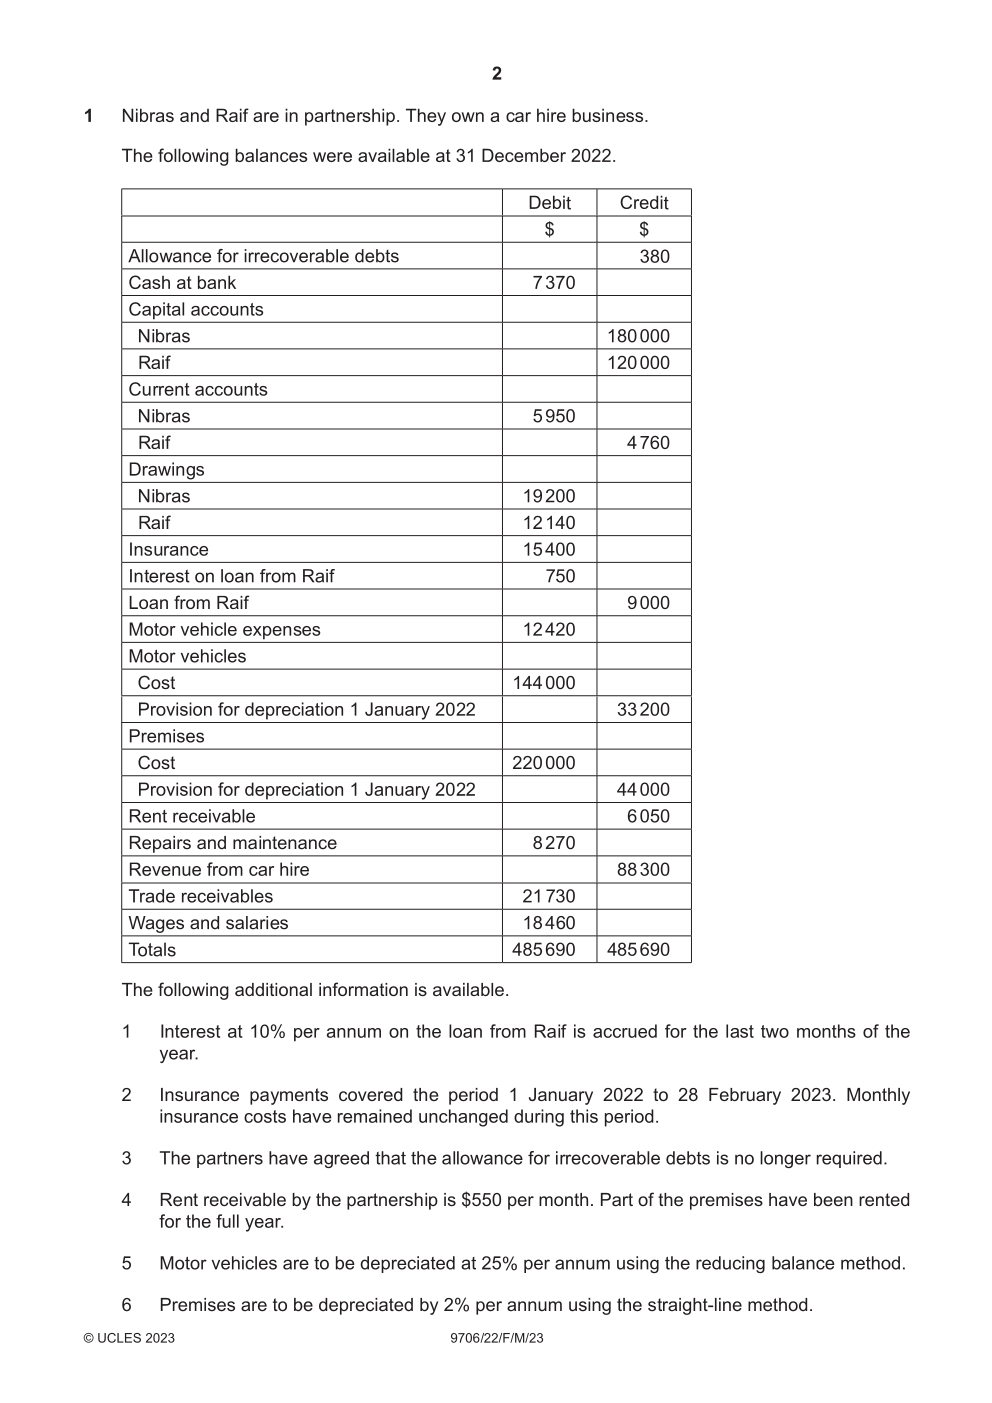 2
1 Nibras and Raif are in partnership. They own a car hire business.
The following balances were available at 31 December 2022.
Debit Credit
$ $
Allowance for irrecoverable debts 380
Cash at bank 7370
Capital accounts
Nibras 180000
Raif 120000
Current accounts
Nibras 5950
Raif 4760
Drawings
Nibras 19200
Raif 12140
Insurance 15400
Interest on loan from Raif 750
Loan from Raif 9000
Motor vehicle expenses 12420
Motor vehicles
Cost 144000
Provision for depreciation 1 January 2022 33200
Premises
Cost 220000
Provision for depreciation 1 January 2022 44000
Rent receivable 6050
Repairs and maintenance 8270
Revenue from car hire 88300
Trade receivables 21730
Wages and salaries 18460
Totals 485690 485690
The following additional information is available.
1 Interest at 10% per annum on the loan from Raif is accrued for the last two months of the
year.
2 Insurance payments covered the period 1 January 2022 to 28 February 2023. Monthly
insurance costs have remained unchanged during this period.
3 The partners have agreed that the allowance for irrecoverable debts is no longer required.
4 Rent receivable by the partnership is $550 per month. Part of the premises have been rented
for the full year.
5 Motor vehicles are to be depreciated at 25% per annum using the reducing balance method.
6 Premises are to be depreciated by 2% per annum using the straight-line method.
© UCLES 2023 9706/22/F/M/23